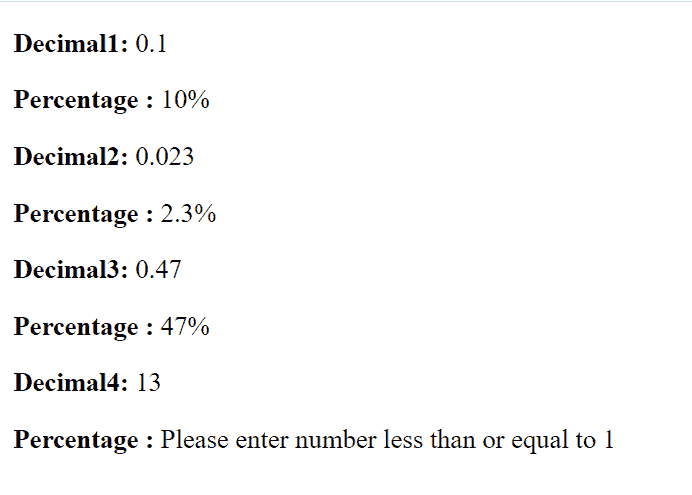 Decimal1: 0.1
Percentage : 10%
Decimal2: 0.023
Percentage : 2.3%
Decimal3: 0.47
Percentage : 47%
Decimal4: 13
Percentage : Please enter number less than or equal to 1